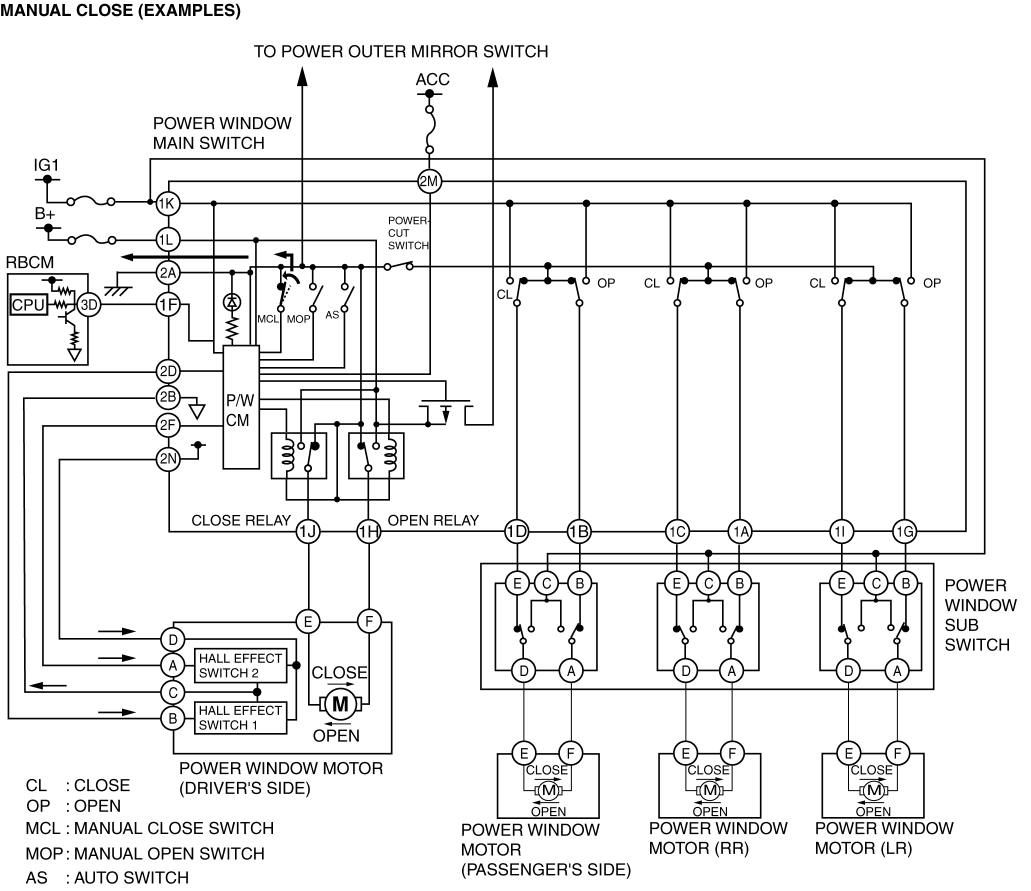 MANUAL CLOSE (EXAMPLES)
TO POWER OUTER MIRROR SWITCH
ACC
POWER WINDOW
MAIN SWITCH
IG1
2M
1K
B+
POWER-
CUT
SWITCH
1L
RBCM
2A
CL
OP
CL
OP
CL
OP
CPU
3D
1F
MCL
MOP
AS
2D
2B
P/W
CM
2F
2N
CLOSE RELAY
1J
1H
OPEN RELAY
1D
1B
1C
1A
1I
1G
E
C
B
E
C
B
E
C
B
POWER
WINDOW
SUB
SWITCH
E
F
D
A
HALL EFFECT
SWITCH 2
CLOSE
D
A
D
A
D
A
C
M
B
HALL EFFECT
SWITCH 1
OPEN
POWER WINDOW MOTOR
(DRIVER'S SIDE)
E
F
E
F
E
F
CLOSE
CLOSE
CLOSE
M
M
M
OPEN
OPEN
OPEN
POWER WINDOW
MOTOR
(PASSENGER'S SIDE)
POWER WINDOW
MOTOR (RR)
POWER WINDOW
MOTOR (LR)
CL : CLOSE
OP : OPEN
MCL : MANUAL CLOSE SWITCH
MOP : MANUAL OPEN SWITCH
AS : AUTO SWITCH